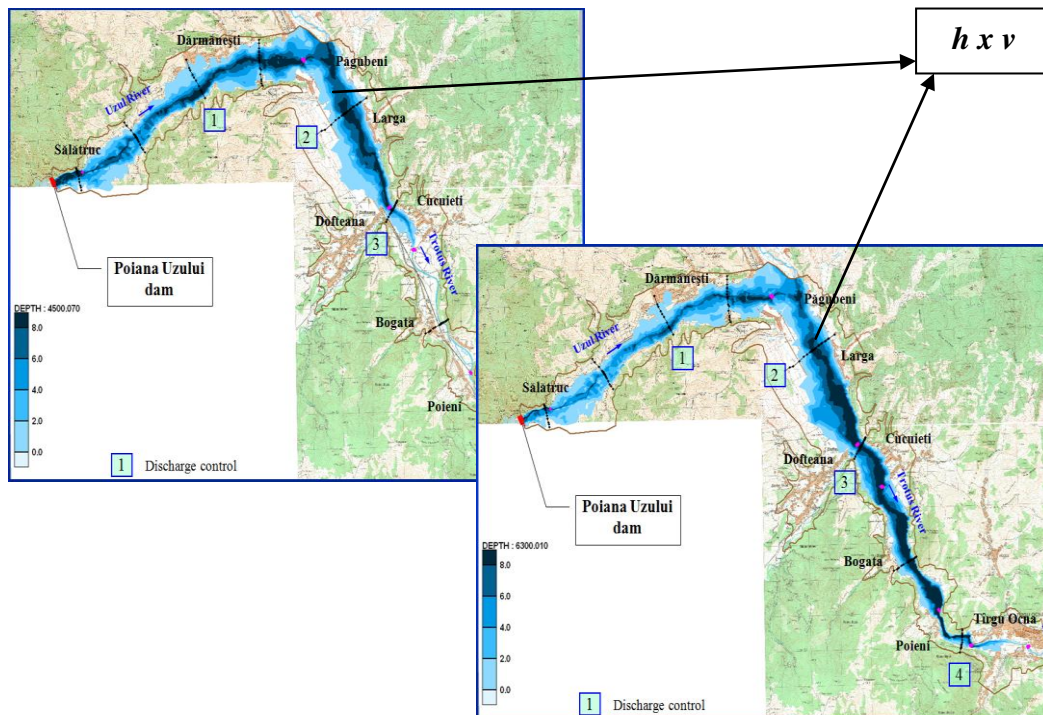 h x v
Dărmănești
Păgubeni
Uzul River
1
Larga
2
Sălătruc
Cucuieti
Dofteana
3
Trotus River
Poiana Uzului
dam
DEPTH : 4500.070
8.0
6.0
4.0
2.0
0.0
Bogata
Poieni
1 Discharge control
Dărmănești
Păgubeni
Uzul River
1
Larga
2
Sălătruc
Cucuieti
Dofteana
3
Trotus River
Poiana Uzului
dam
DEPTH : 6300.010
8.0
6.0
4.0
2.0
0.0
Bogata
Tîrgu Ocna
Poieni
4
1 Discharge control